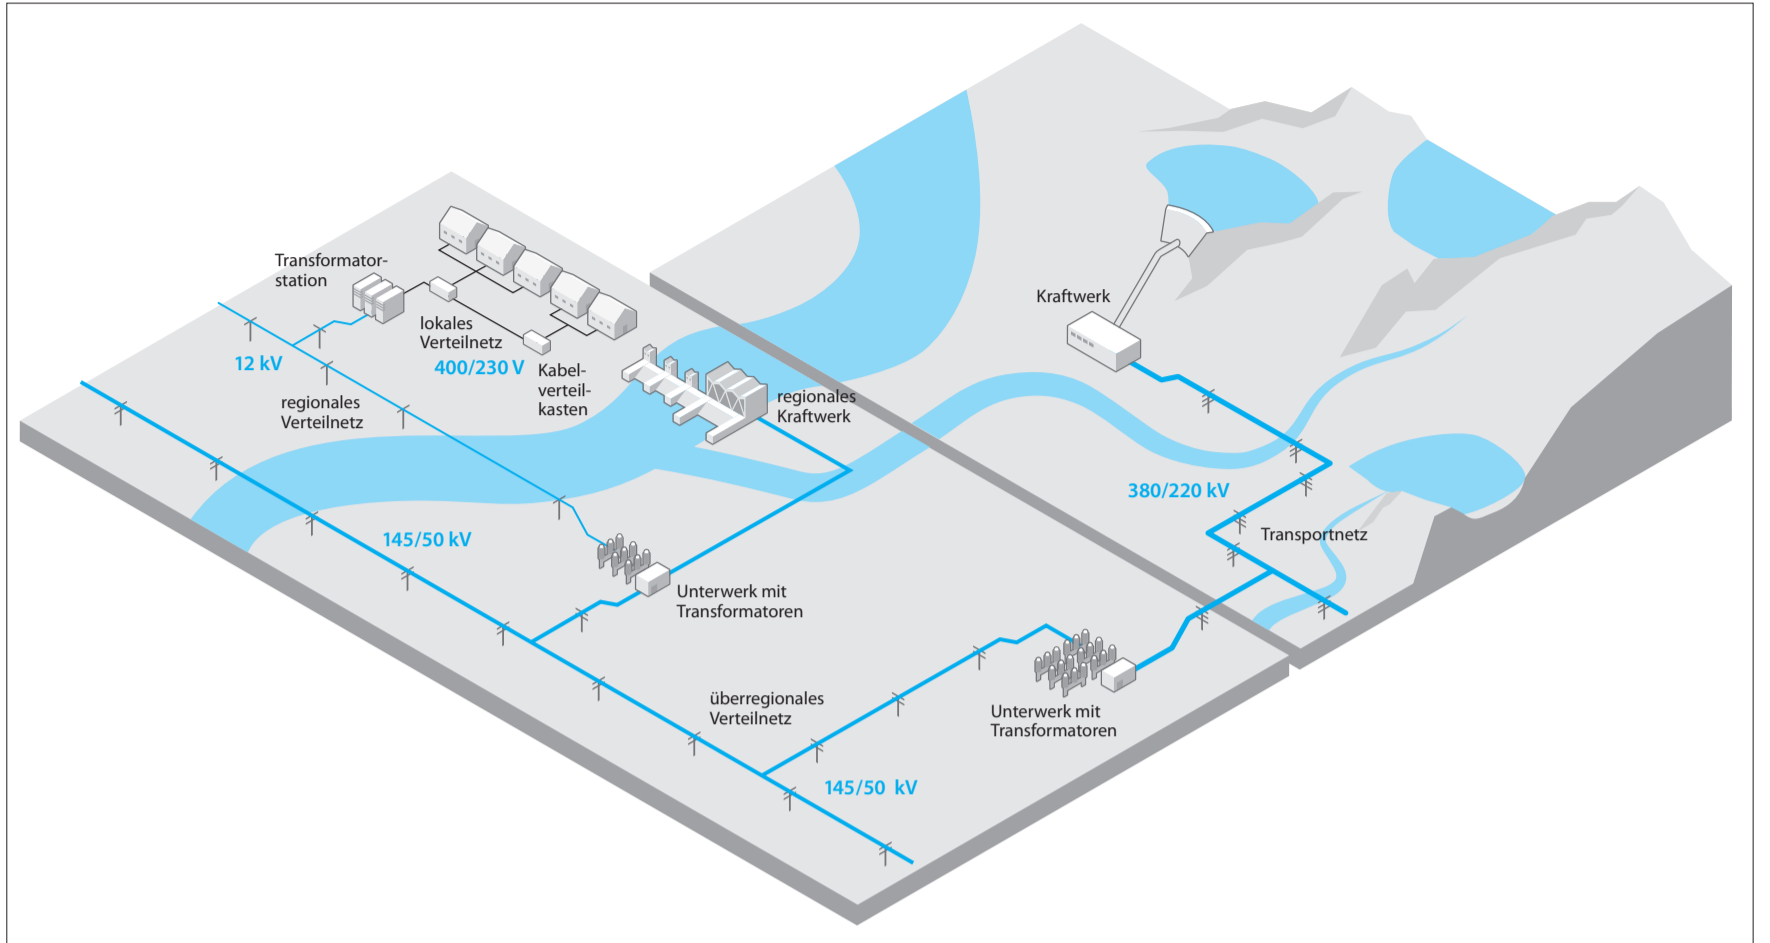 Transformator-
station
lokales
Verteilnetz
400/230 V
12 kV
Kabel-
verteil-
kasten
regionales
Verteilnetz
regionales
Kraftwerk
Kraftwerk
380/220 kV
Transportnetz
145/50 kV
Unterwerk mit
Transformatoren
überregionales
Verteilnetz
Unterwerk mit
Transformatoren
145/50 kV